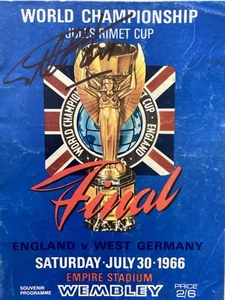 WORLD CHAMPIONSHIP
JULES RIMET CUP
WORLD CHAMPIONSHIP
CUP
ENGLAND
Final
ENGLAND v WEST GERMANY
SATURDAY·JULY 30·1966
EMPIRE STADIUM
SOUVENIR
PROGRAMME
WEMBLEY
PRICE
2/6